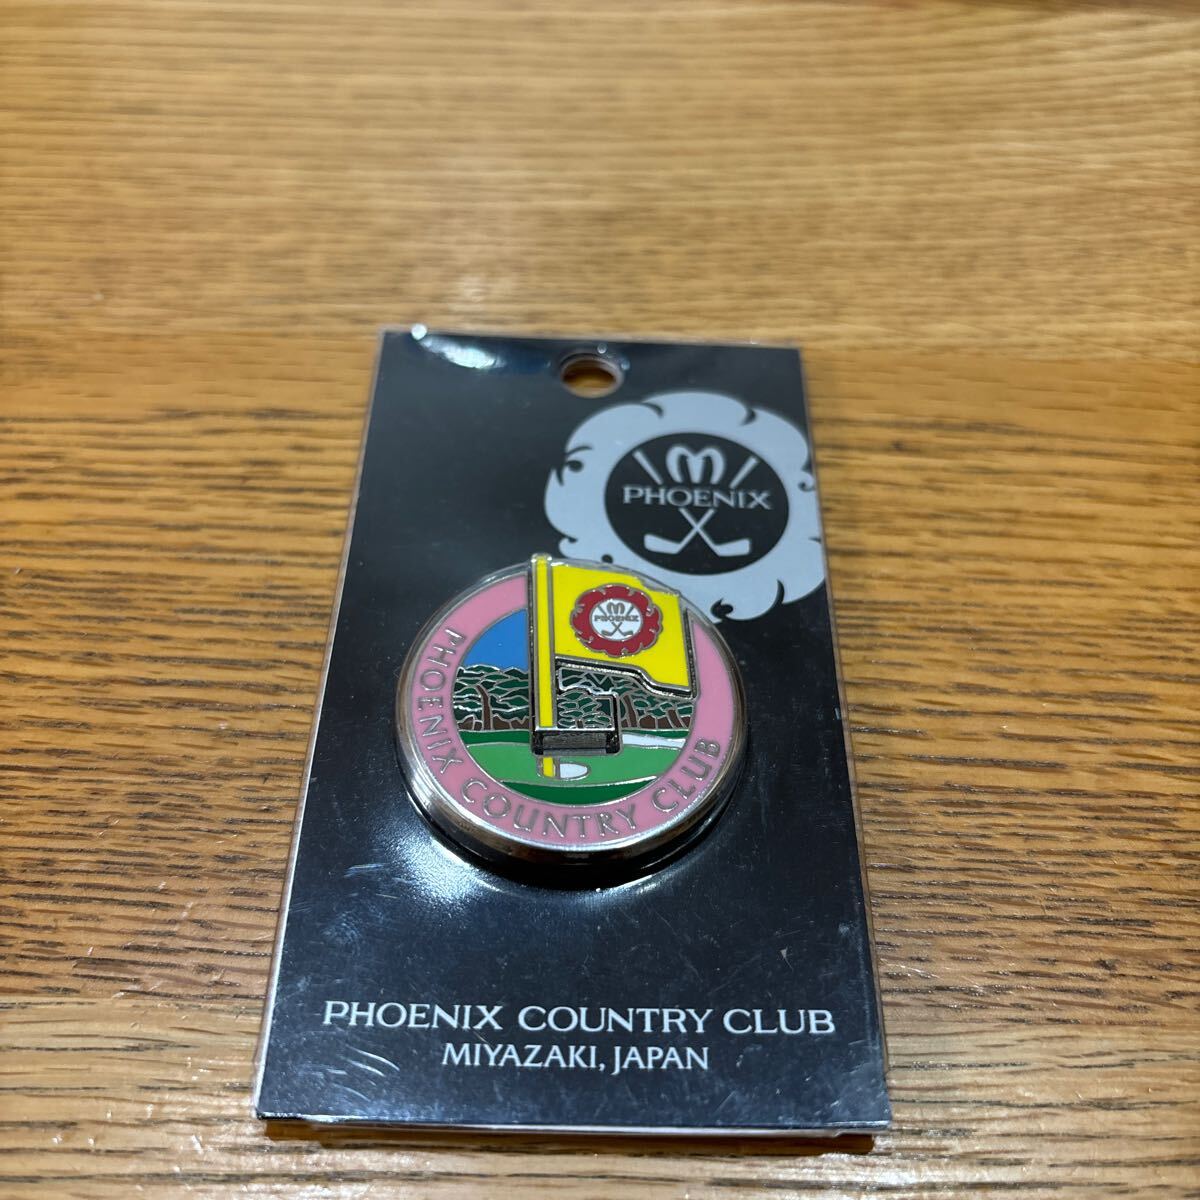 M
PHOENIX
M
PHOENIX
PHOENIX COUNTRY CLUB
PHOENIX COUNTRY CLUB
MIYAZAKI, JAPAN